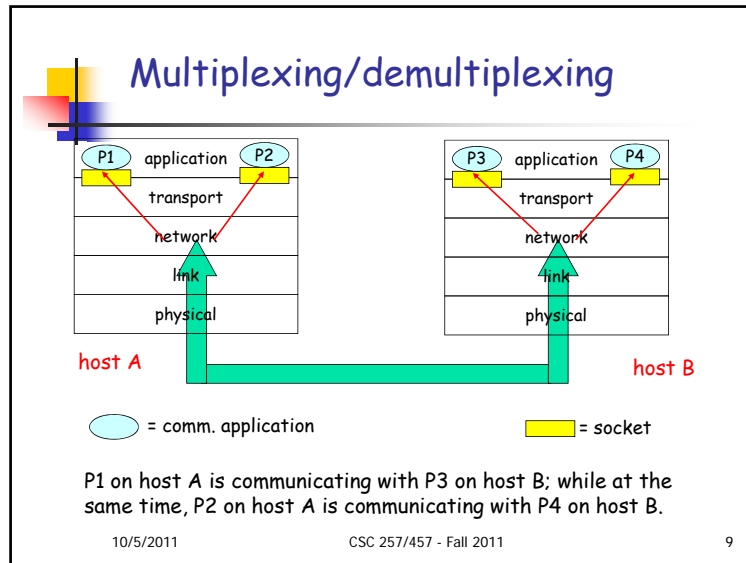 Multiplexing/demultiplexing
P1 application P2
transport
network
link
physical
host A
P3 application P4
transport
network
link
physical
host B
= comm. application
= socket
P1 on host A is communicating with P3 on host B; while at the
same time, P2 on host A is communicating with P4 on host B.
10/5/2011 CSC 257/457 - Fall 2011 9